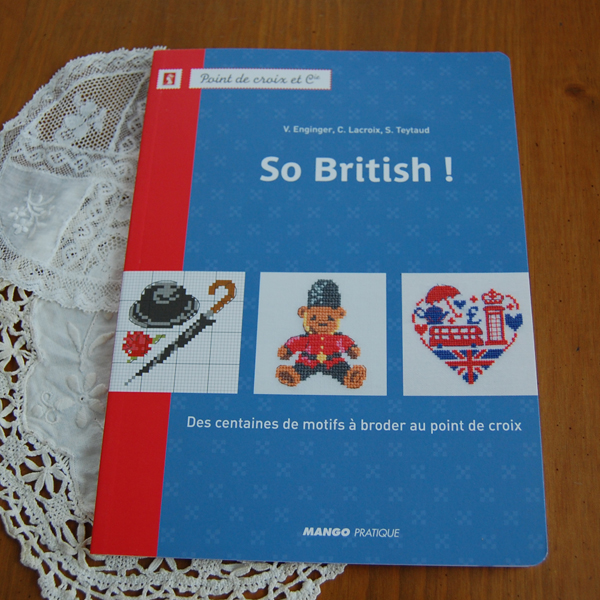 Point de croix et Cie
V. Enginger, C. Lacroix, S. Teytaud
So British !
£
Des centaines de motifs à broder au point de croix
MANGO PRATIQUE